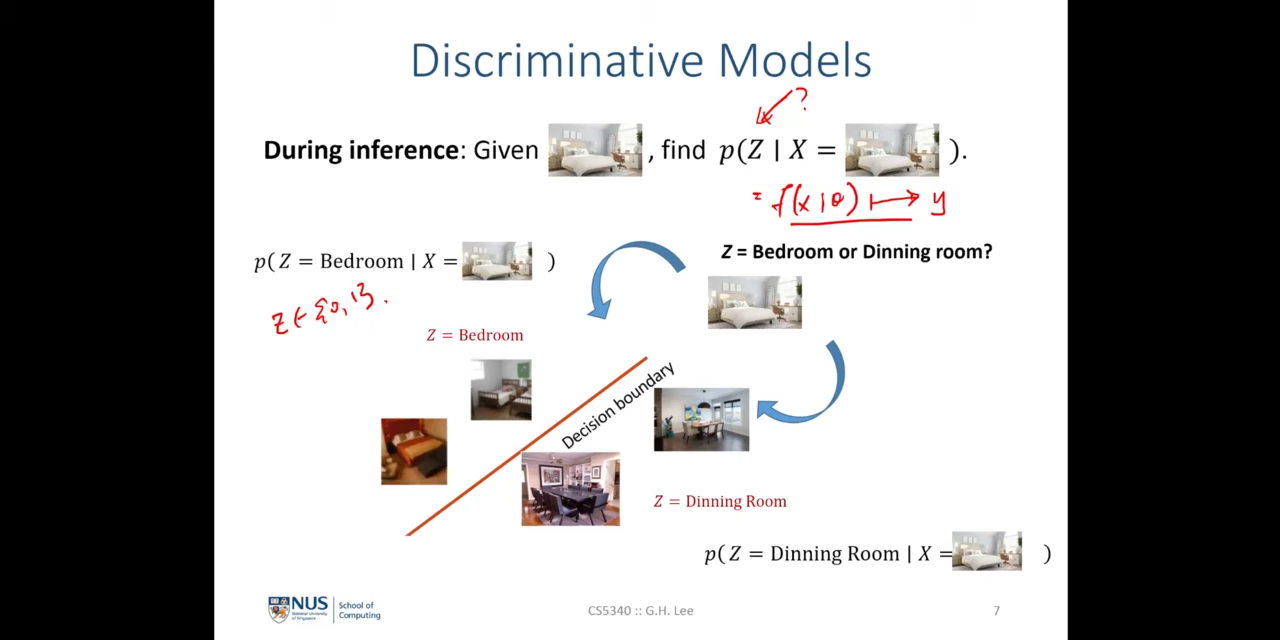 Discriminative Models
?
During inference: Given , find p(Z | X = ).
= f(x|θ) ↦ y
p( Z = Bedroom | X = )
Z = Bedroom or Dinning room?
Z ∈ {0, 1}.
Z = Bedroom
Decision boundary
Z = Dinning Room
p( Z = Dinning Room | X = )
NUS
National University
of Singapore
School of
Computing
CS5340 :: G.H. Lee
7